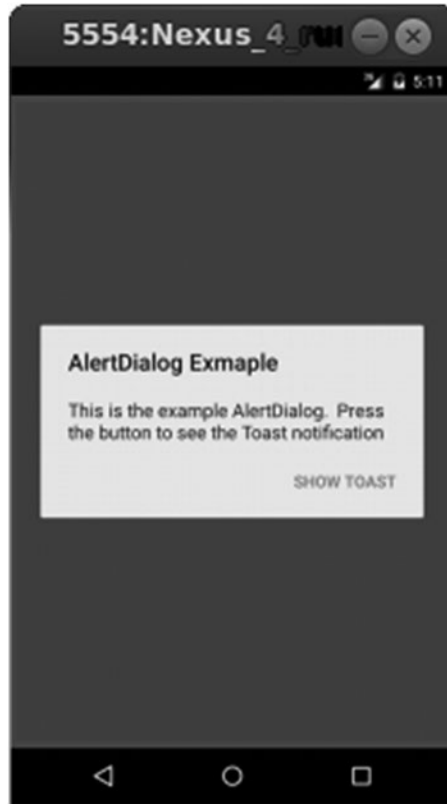 5554:Nexus_4
5:11
AlertDialog Exmaple
This is the example AlertDialog. Press
the button to see the Toast notification
SHOW TOAST